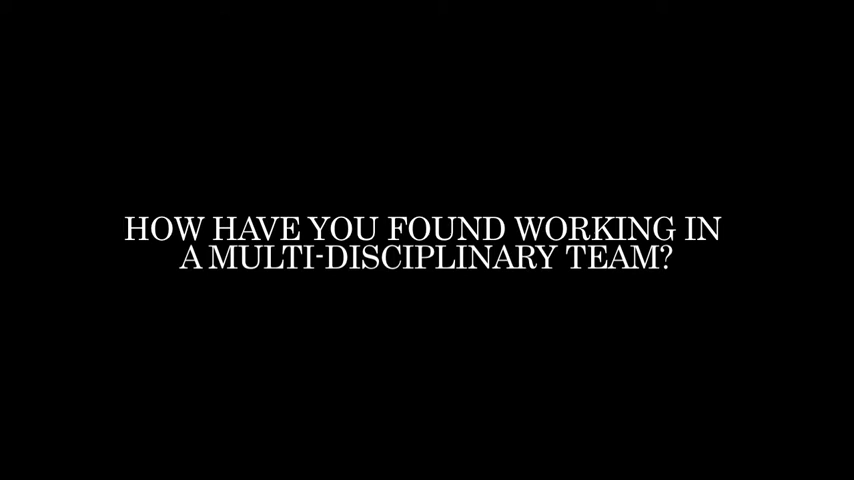 HOW HAVE YOU FOUND WORKING IN
A MULTI-DISCIPLINARY TEAM?